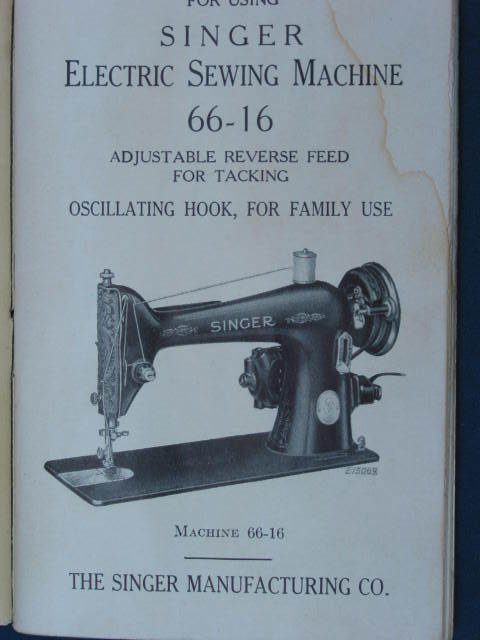 FOR USING
SINGER
ELECTRIC SEWING MACHINE
66-16
ADJUSTABLE REVERSE FEED
FOR TACKING
OSCILLATING HOOK, FOR FAMILY USE
SINGER
E15069
MACHINE 66-16
THE SINGER MANUFACTURING CO.